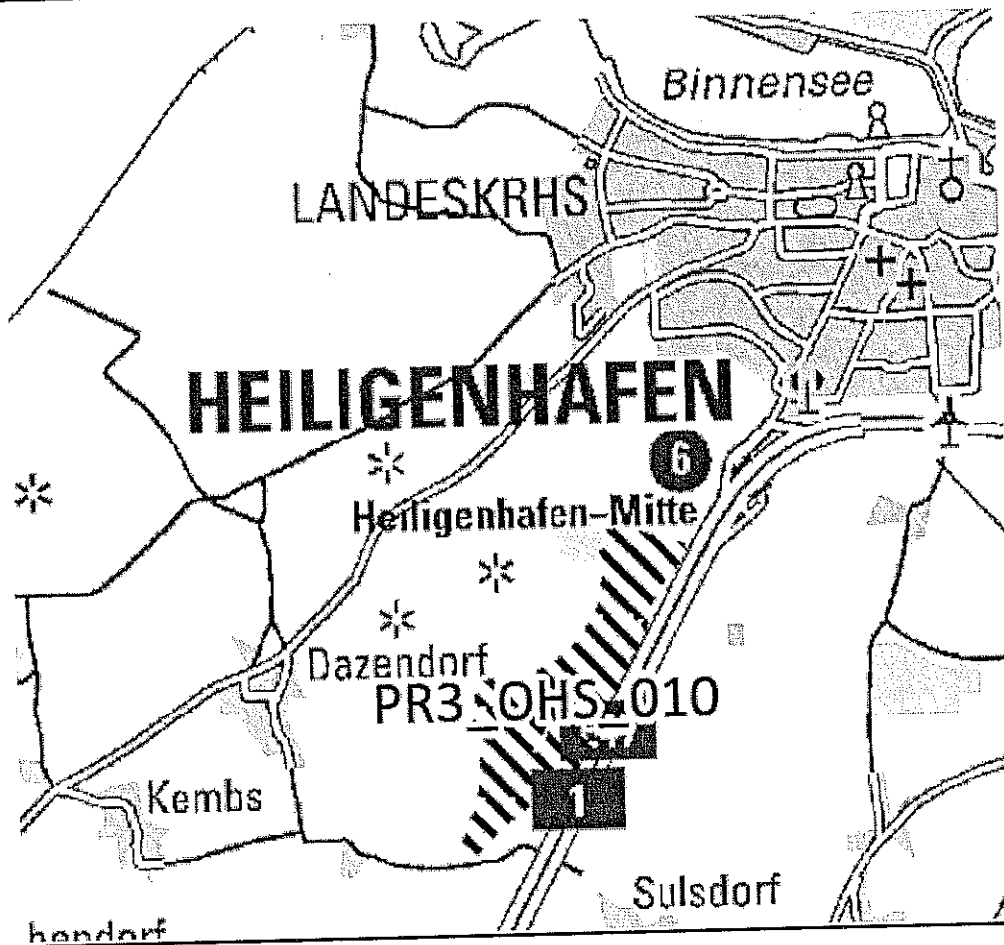 Binnensee
LANDESKRHS
HEILIGENHAFEN
6
Heiligenhafen-Mitte
Dazendorf
PR3_OHS_010
1
Kembs
Sulsdorf